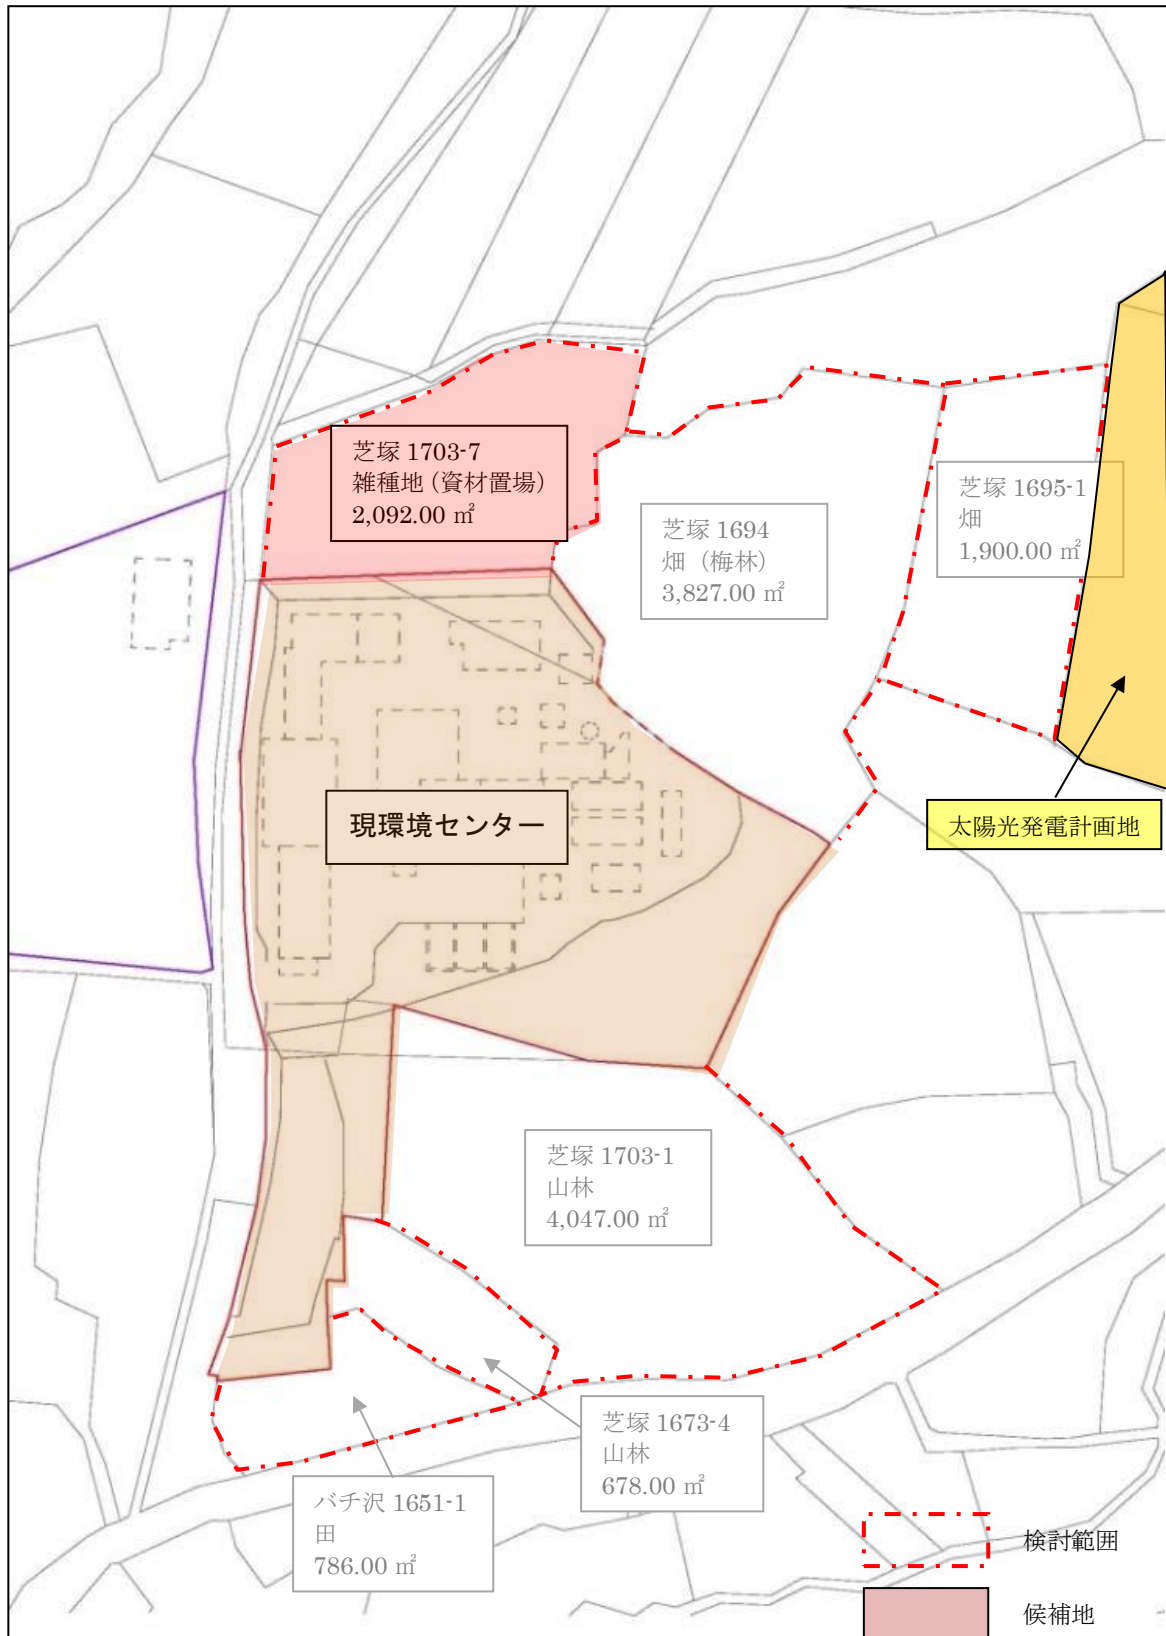 芝塚 1703-7
雑種地（資材置場）
2,092.00 ㎡
芝塚 1694
畑（梅林）
3,827.00 ㎡
芝塚 1695-1
畑
1,900.00 ㎡
現環境センター
太陽光発電計画地
芝塚 1703-1
山林
4,047.00 ㎡
芝塚 1673-4
山林
678.00 ㎡
バチ沢 1651-1
田
786.00 ㎡
検討範囲
候補地